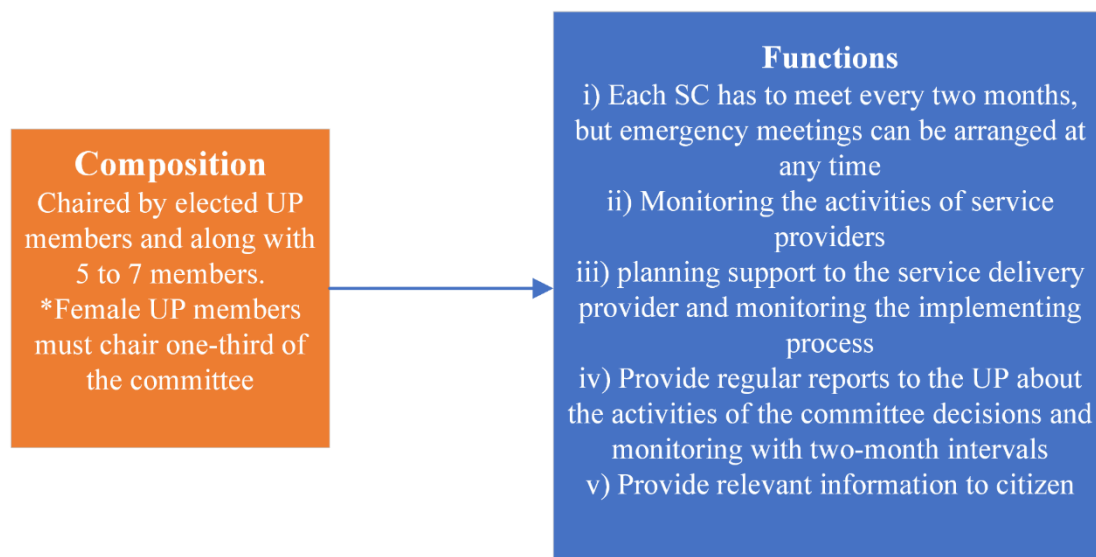 Composition
Chaired by elected UP
members and along with
5 to 7 members.
*Female UP members
must chair one-third of
the committee
Functions
i) Each SC has to meet every two months,
but emergency meetings can be arranged at
any time
ii) Monitoring the activities of service
providers
iii) planning support to the service delivery
provider and monitoring the implementing
process
iv) Provide regular reports to the UP about
the activities of the committee decisions and
monitoring with two-month intervals
v) Provide relevant information to citizen